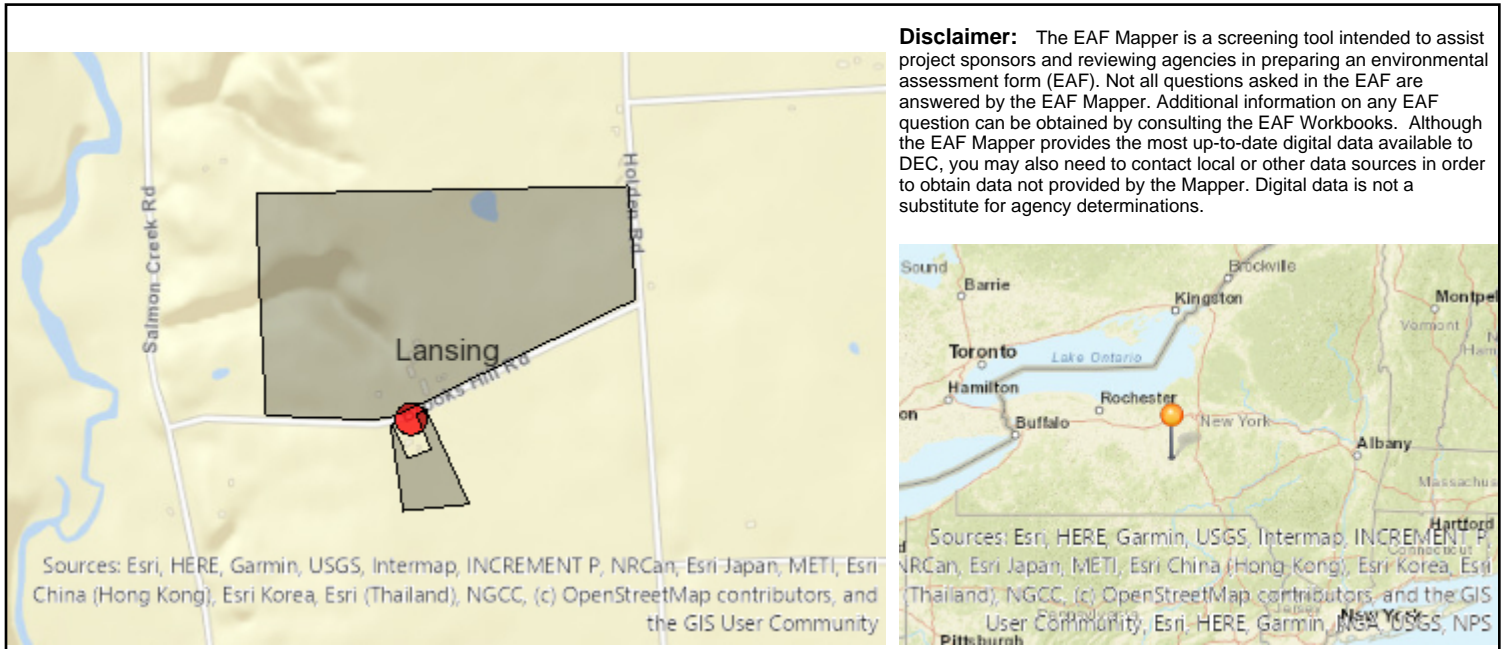 Disclaimer: The EAF Mapper is a screening tool intended to assist
project sponsors and reviewing agencies in preparing an environmental
assessment form (EAF). Not all questions asked in the EAF are
answered by the EAF Mapper. Additional information on any EAF
question can be obtained by consulting the EAF Workbooks. Although
the EAF Mapper provides the most up-to-date digital data available to
DEC, you may also need to contact local or other data sources in order
to obtain data not provided by the Mapper. Digital data is not a
substitute for agency determinations.
Salmon Creek Rd
Holden Rd
Lansing
ooks Hill Rd
Sources: Esri, HERE, Garmin, USGS, Intermap, INCREMENT P, NRCan, Esri Japan, METI, Esri
China (Hong Kong), Esri Korea, Esri (Thailand), NGCC, (c) OpenStreetMap contributors, and
the GIS User Community
Sound
Barrie
Brockville
Kingston
Montpel
Vermont
Toronto
Lake Ontario
Hamilton
Rochester
on
Buffalo
New York
Albany
Massachus
Hartford
Connecticut
Sources: Esri, HERE, Garmin, USGS, Intermap, INCREMENT P,
NRCan, Esri Japan, METI, Esri China (Hong Kong), Esri Korea, Esri
(Thailand), NGCC, (c) OpenStreetMap contributors, and the GIS
User Community, Esri, HERE, Garmin, NGA, USGS, NPS
Pennsylvania
New York
Pittsburgh